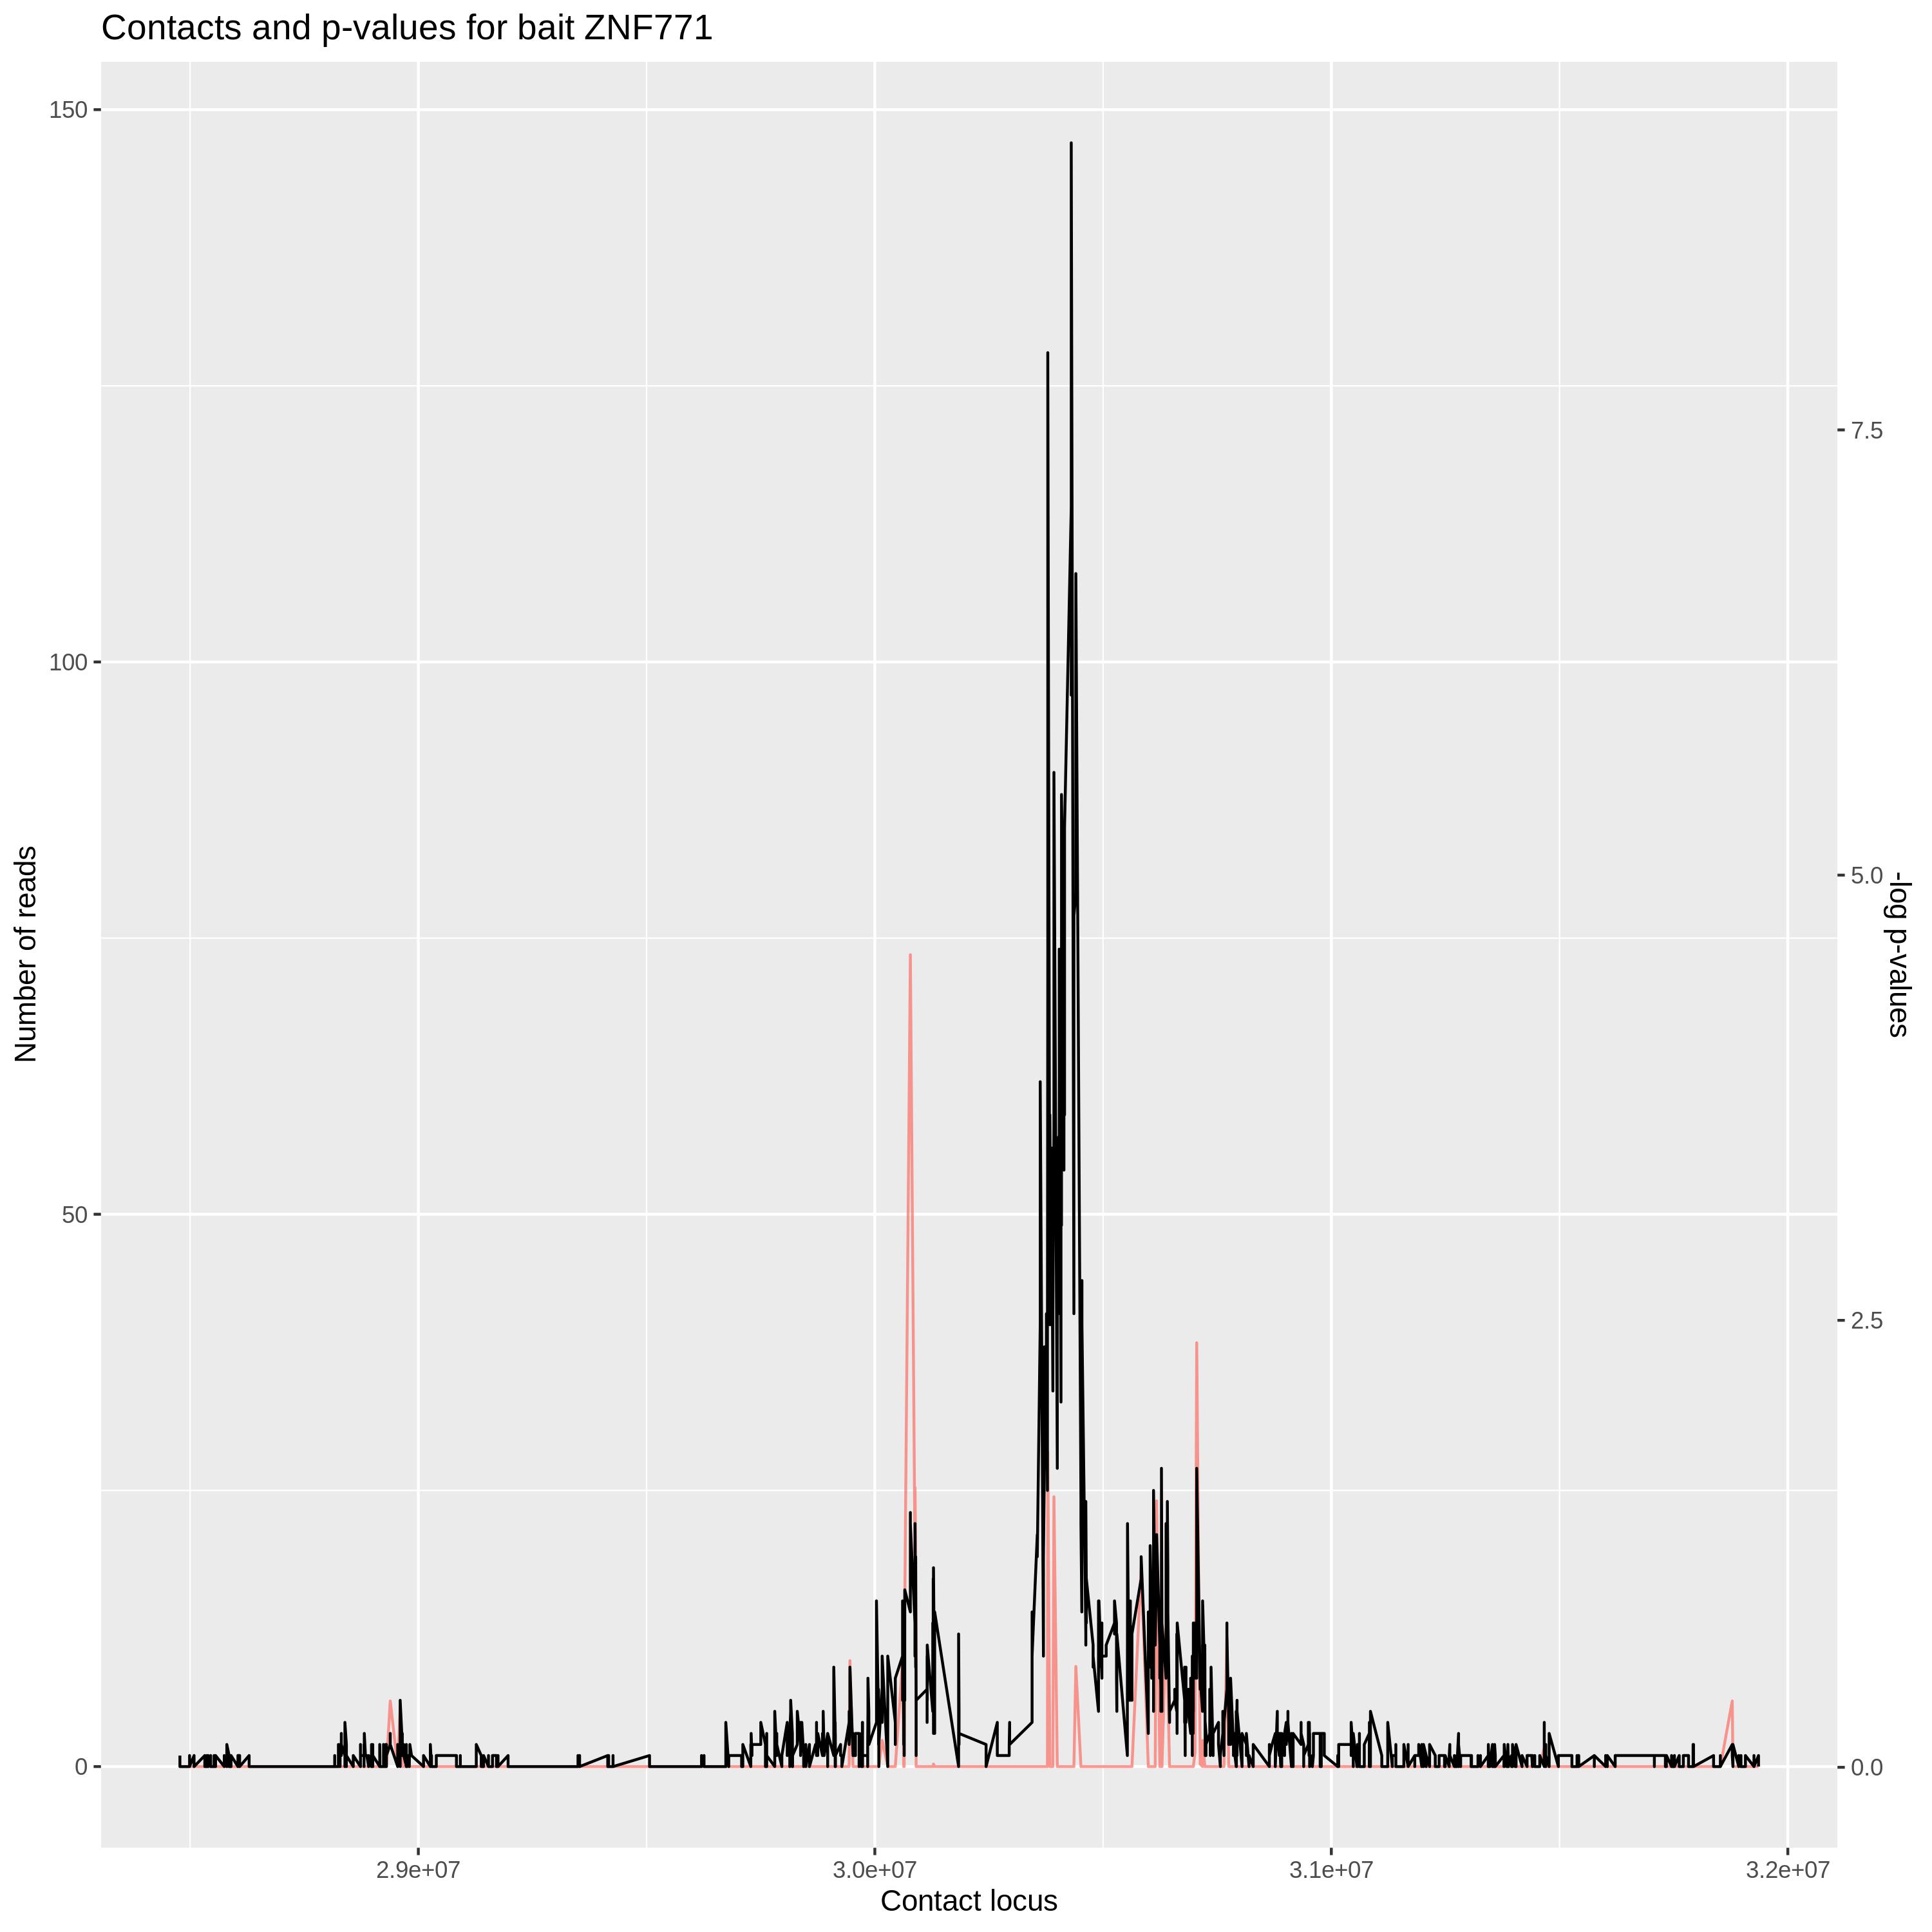 Contacts and p-values for bait ZNF771
150
100
50
0
Number of reads
7.5
5.0
2.5
0.0
-log p-values
2.9e+07
3.0e+07
3.1e+07
3.2e+07
Contact locus